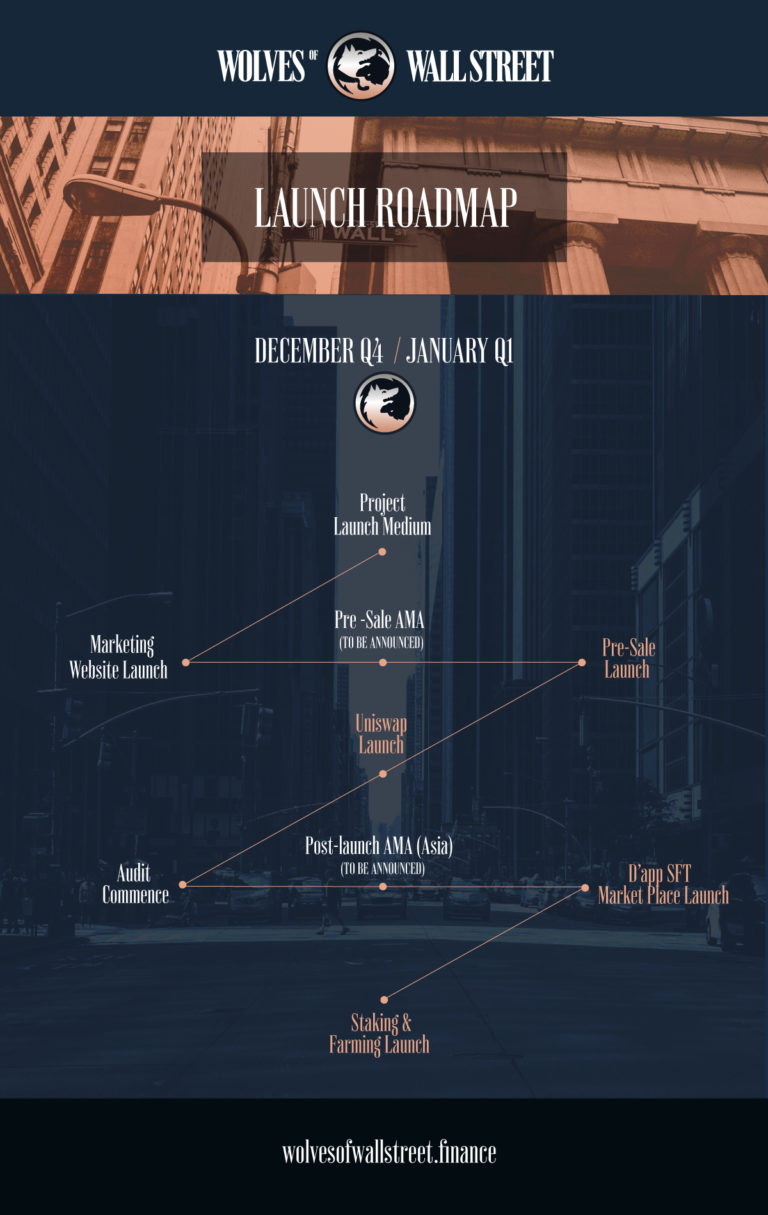 WOLVES OF WALL STREET
LAUNCH ROADMAP
WALL ST
DECEMBER Q4 / JANUARY Q1
Project
Launch Medium
Pre -Sale AMA
(TO BE ANNOUNCED)
Marketing
Website Launch
Pre-Sale
Launch
Uniswap
Launch
Post-launch AMA (Asia)
(TO BE ANNOUNCED)
Audit
Commence
D'app SFT
Market Place Launch
Staking &
Farming Launch
wolvesofwallstreet.finance